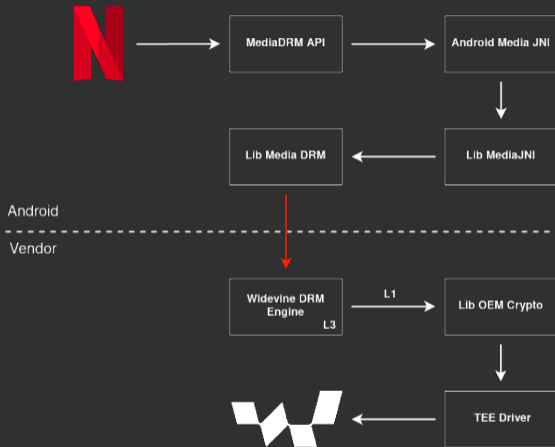 MediaDRM API
Android Media JNI
Lib Media DRM
Lib MediaJNI
Android
Vendor
Widevine DRM
Engine
L3
L1
Lib OEM Crypto
TEE Driver